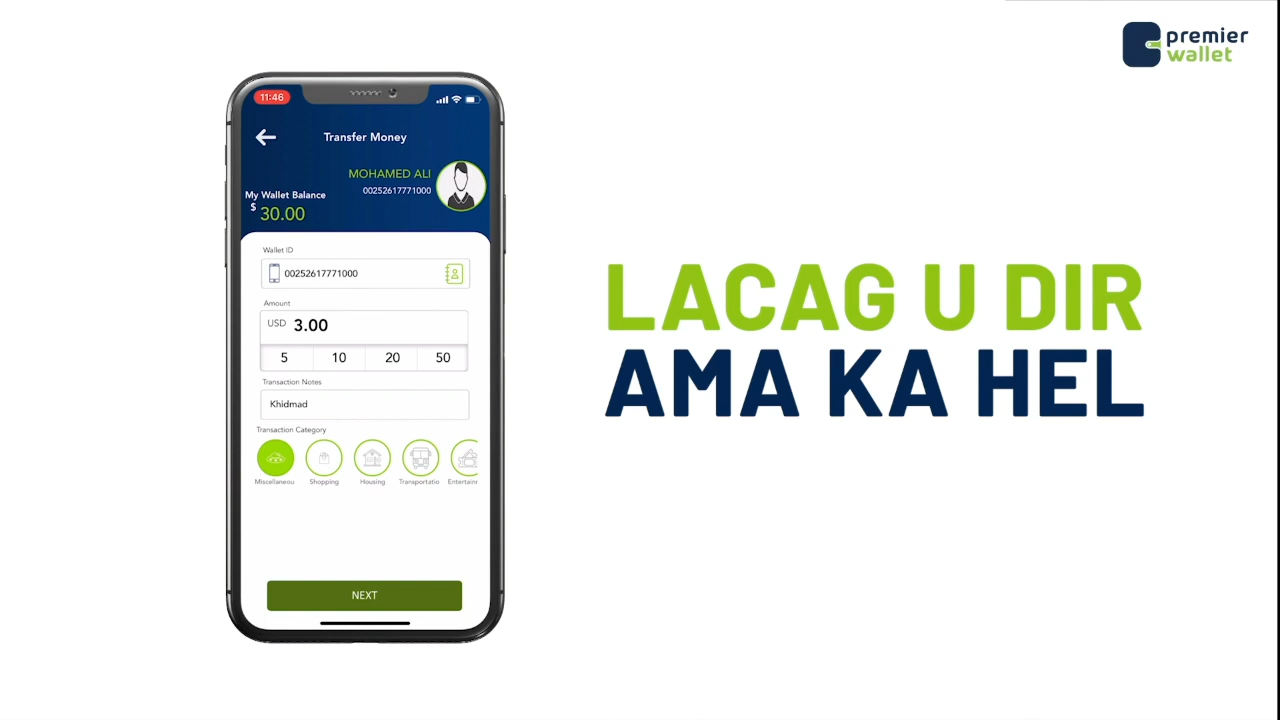 premier
wallet
11:46
Transfer Money
MOHAMED ALI
00252617771000
My Wallet Balance
$ 30.00
Wallet ID
00252617771000
Amount
USD 3.00
5 10 20 50
Transaction Notes
Khidmad
Transaction Category
Miscellaneou Shopping Housing Transportatio Entertainm
NEXT
LACAG U DIR
AMA KA HEL